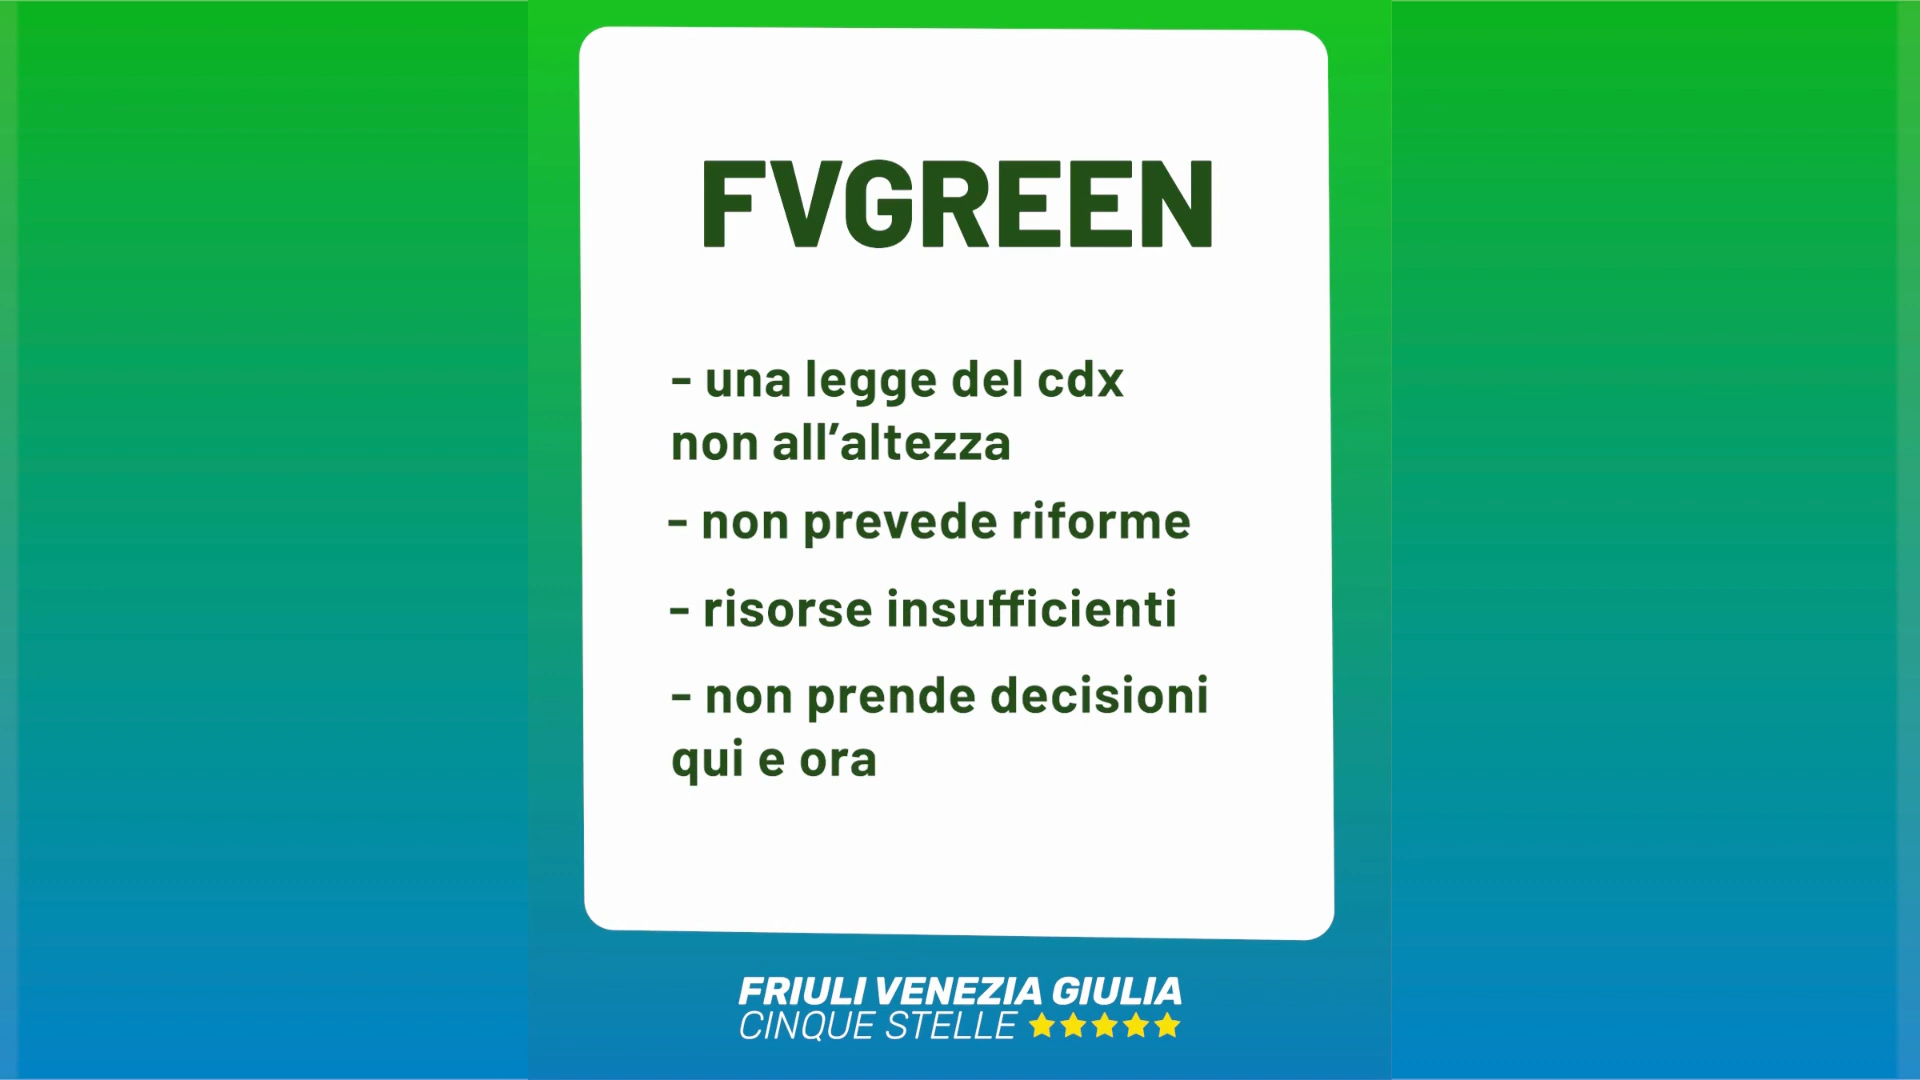 FVGREEN
- una legge del cdx
non all’altezza
- non prevede riforme
- risorse insufficienti
- non prende decisioni
qui e ora
FRIULI VENEZIA GIULIA
CINQUE STELLE